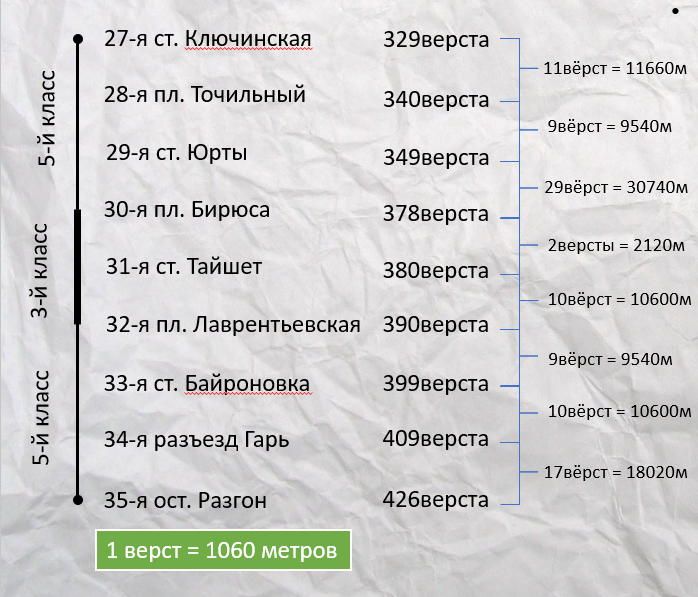 27-я ст. Ключинская 329верста
11вёрст = 11660м
28-я пл. Точильный 340верста
9вёрст = 9540м
29-я ст. Юрты 349верста
29вёрст = 30740м
30-я пл. Бирюса 378верста
2версты = 2120м
31-я ст. Тайшет 380верста
10вёрст = 10600м
32-я пл. Лаврентьевская 390верста
9вёрст = 9540м
33-я ст. Байроновка 399верста
10вёрст = 10600м
34-я разъезд Гарь 409верста
17вёрст = 18020м
35-я ост. Разгон 426верста
5-й класс
3-й класс
5-й класс
1 верст = 1060 метров